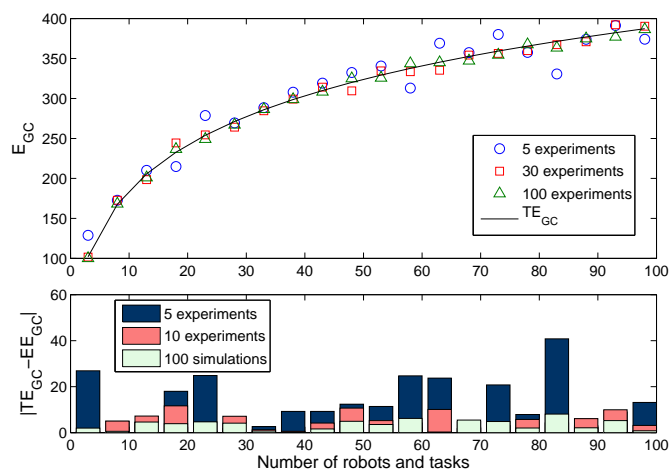 400
350
300
250
200
150
100
E_GC
5 experiments
30 experiments
100 experiments
TE_GC
0 10 20 30 40 50 60 70 80 90 100
60
40
20
0
|TE_GC−EE_GC|
5 experiments
10 experiments
100 simulations
0 10 20 30 40 50 60 70 80 90 100
Number of robots and tasks